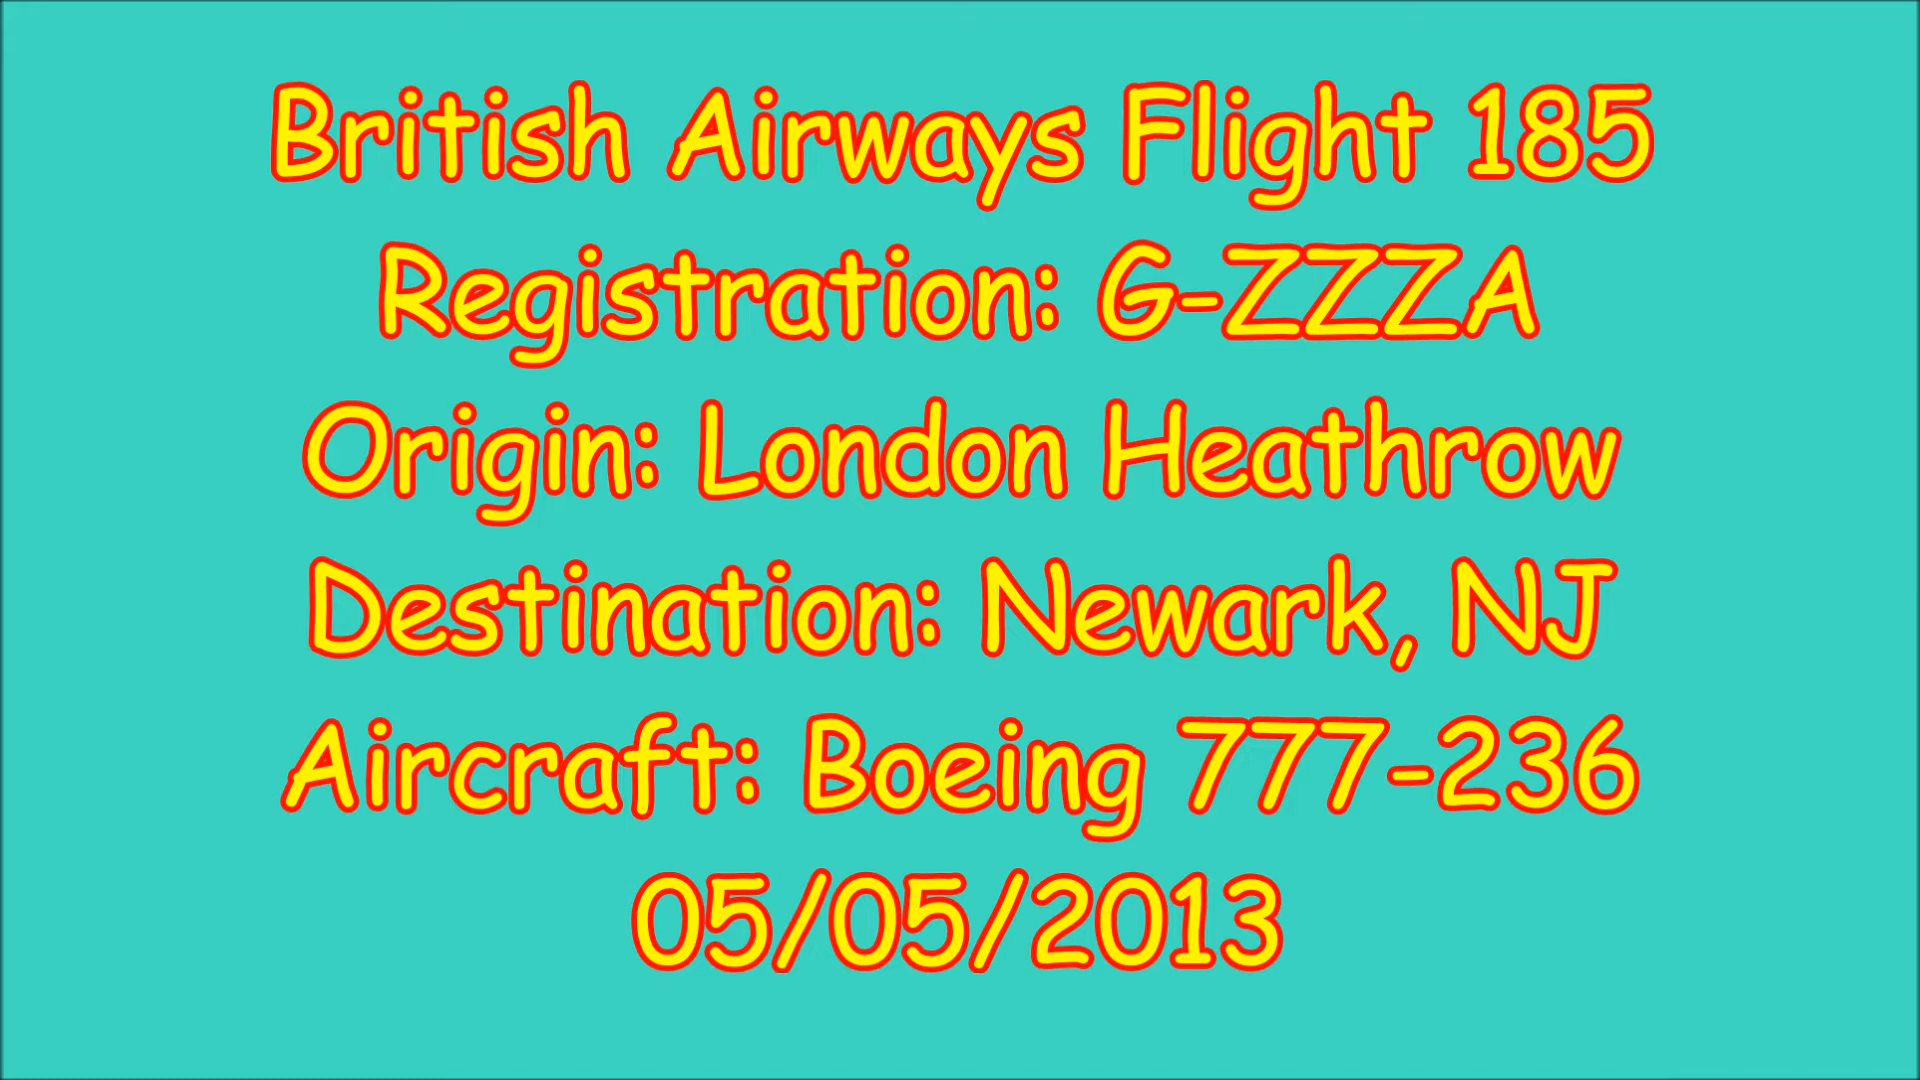 British Airways Flight 185
Registration: G-ZZZA
Origin: London Heathrow
Destination: Newark, NJ
Aircraft: Boeing 777-236
05/05/2013